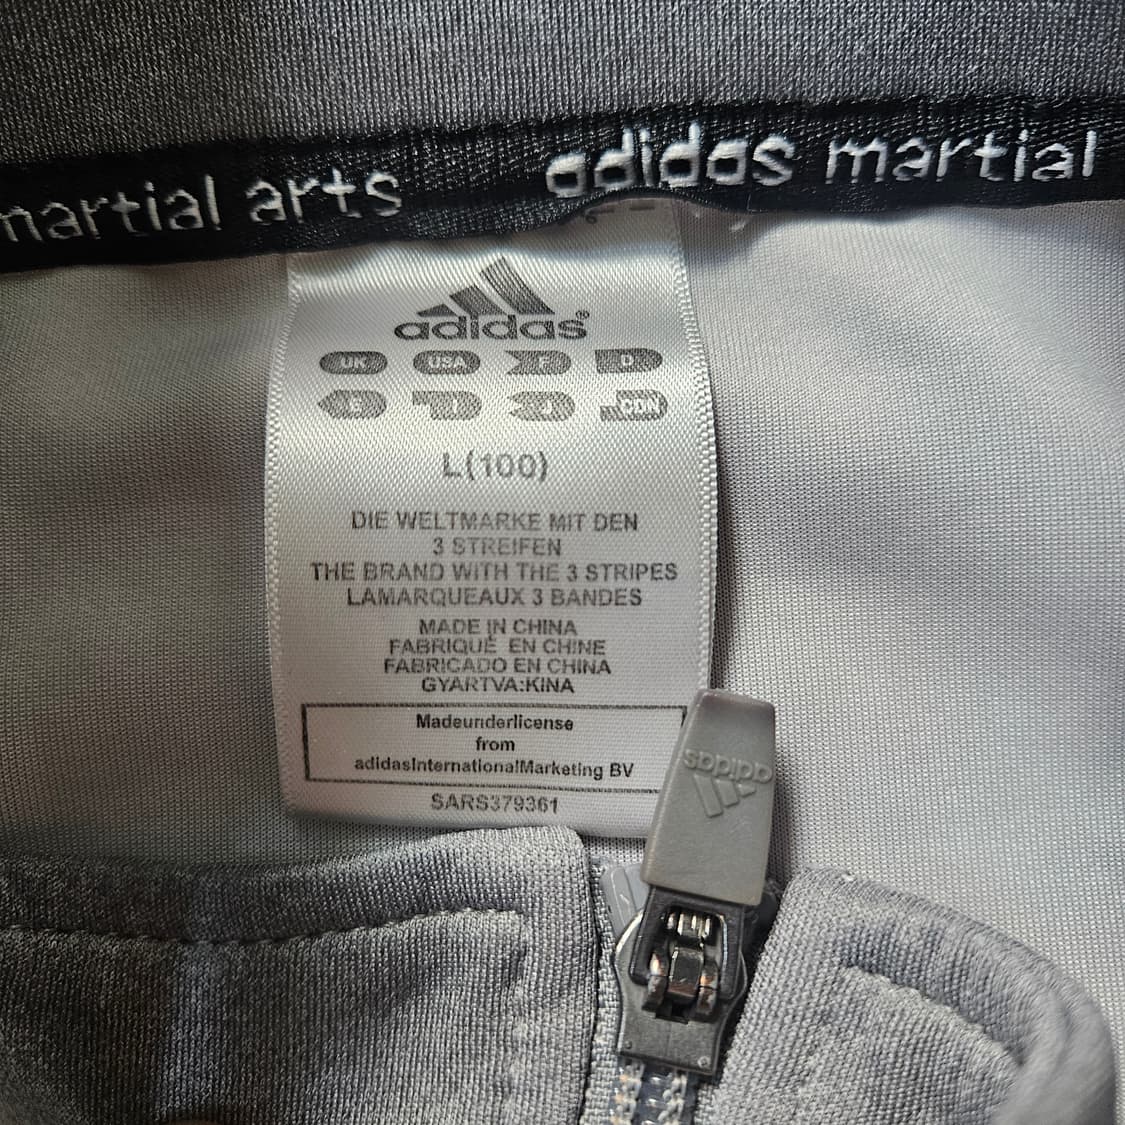 martial arts adidas martial
adidas®
UK USA F D
E I J CDN
L(100)
DIE WELTMARKE MIT DEN
3 STREIFEN
THE BRAND WITH THE 3 STRIPES
LAMARQUEAUX 3 BANDES
MADE IN CHINA
FABRIQUÉ EN CHINE
FABRICADO EN CHINA
GYARTVA:KINA
Madeunderlicense
from
adidasInternationalMarketing BV
SARS379361
adidas